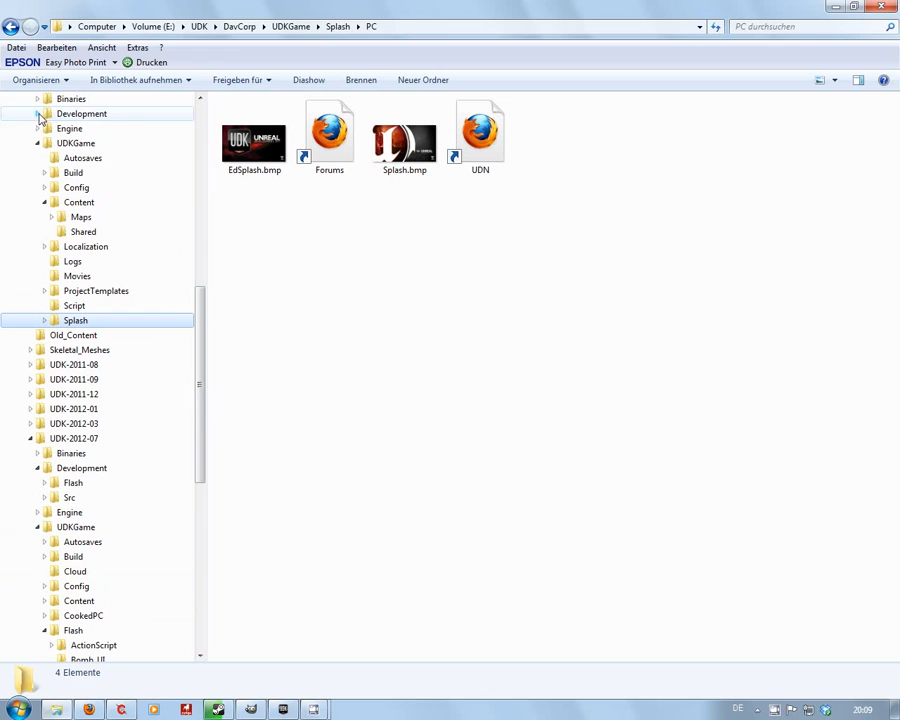 Computer ▸ Volume (E:) ▸ UDK ▸ DavCorp ▸ UDKGame ▸ Splash ▸ PC
PC durchsuchen
Datei Bearbeiten Ansicht Extras ?
EPSON Easy Photo Print Drucken
Organisieren In Bibliothek aufnehmen Freigeben für Diashow Brennen Neuer Ordner
Binaries
Development
Engine
UDKGame
Autosaves
Build
Config
Content
Maps
Shared
Localization
Logs
Movies
ProjectTemplates
Script
Splash
Old_Content
Skeletal_Meshes
UDK-2011-08
UDK-2011-09
UDK-2011-12
UDK-2012-01
UDK-2012-03
UDK-2012-07
Binaries
Development
Flash
Src
Engine
UDKGame
Autosaves
Build
Cloud
Config
Content
CookedPC
Flash
ActionScript
Bomb_UI
UDK UNREAL
EdSplash.bmp Forums Splash.bmp UDN
4 Elemente
DE 20:09